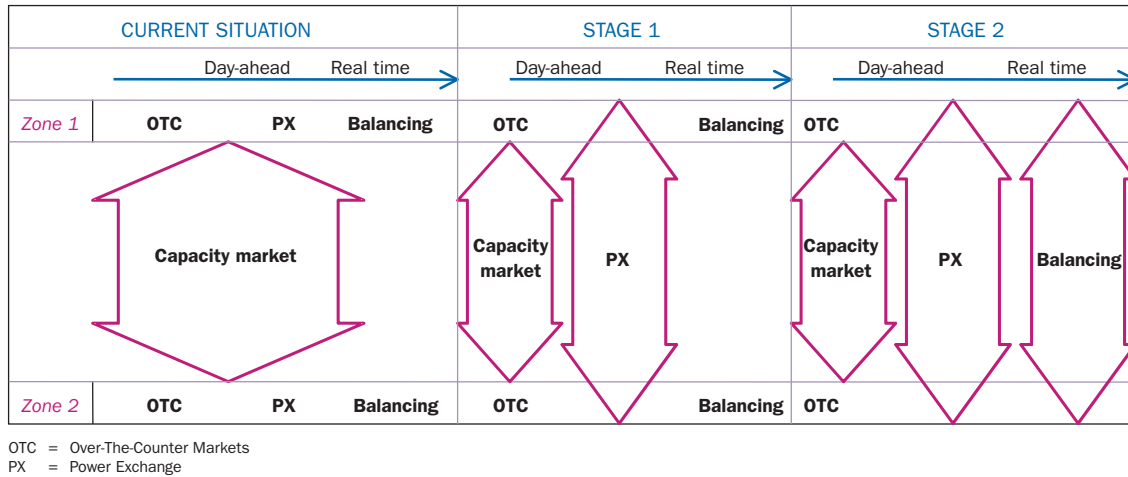 CURRENT SITUATION STAGE 1 STAGE 2
Day-ahead Real time Day-ahead Real time Day-ahead Real time
Zone 1 OTC PX Balancing OTC Balancing OTC
Capacity market
Capacity
market
PX
Capacity
market
PX
Balancing
Zone 2 OTC PX Balancing OTC Balancing OTC
OTC = Over-The-Counter Markets
PX = Power Exchange